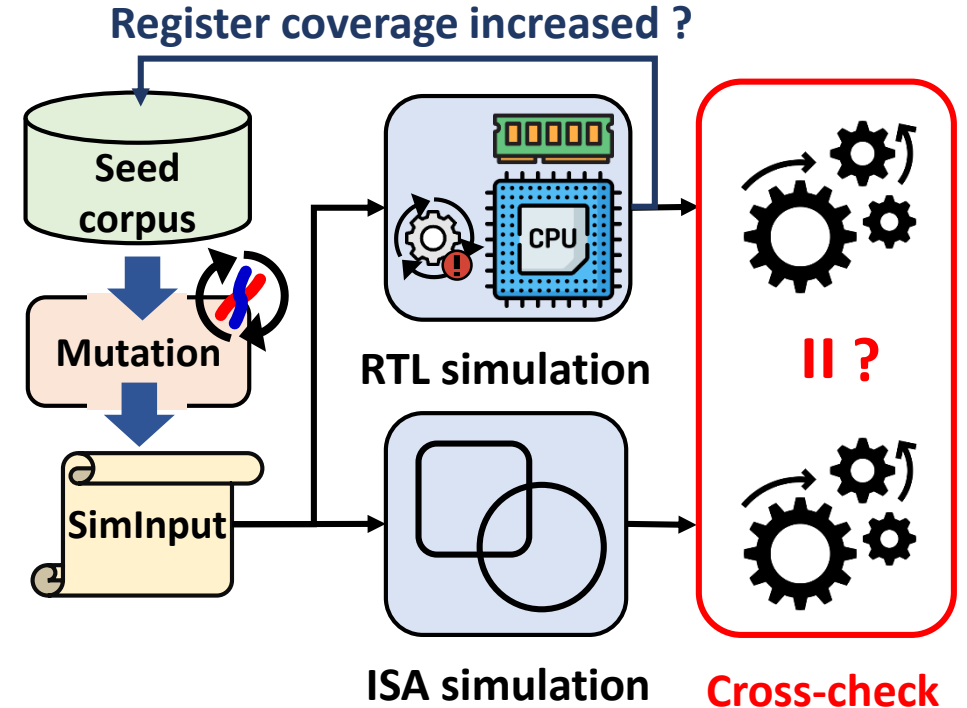 Register coverage increased ?
Seed
corpus
CPU
Mutation
RTL simulation
II ?
SimInput
ISA simulation
Cross-check